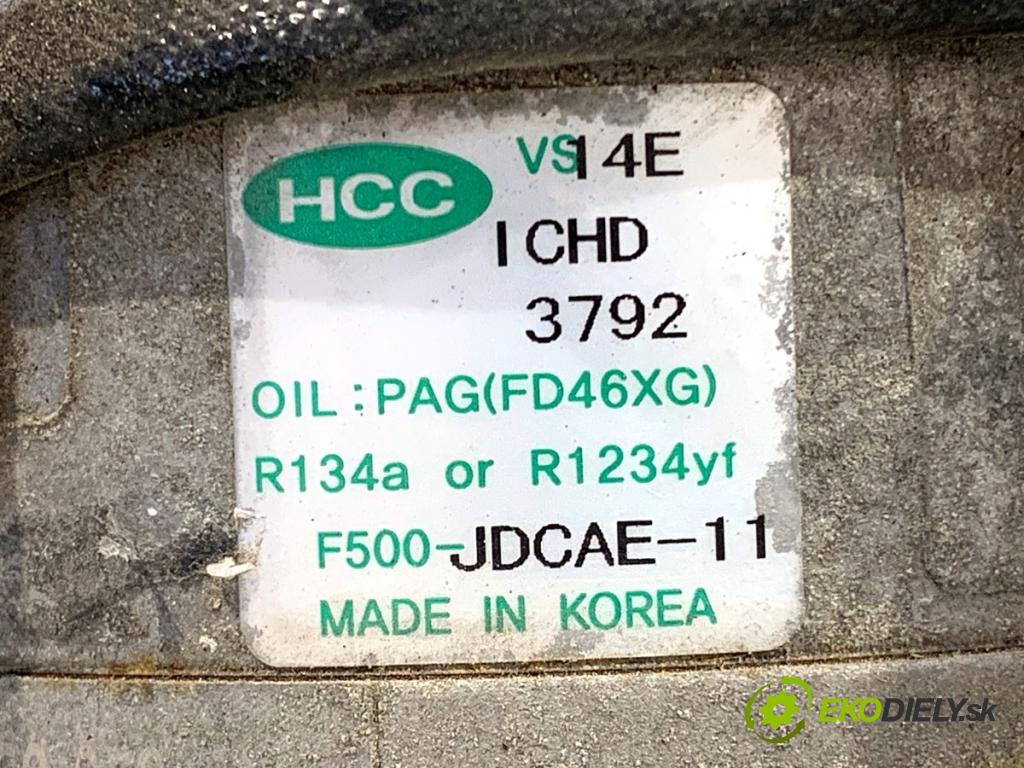 HCC
VS14E
ICHD
3792
OIL:PAG(FD46XG)
R134a or R1234yf
F500-JDCAE-11
MADE IN KOREA
EKODIELY.sk